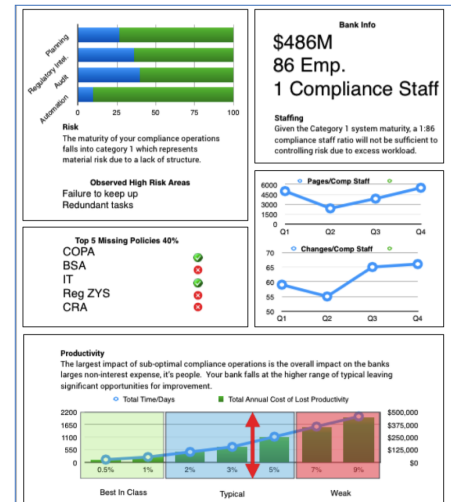 Planning
Regulatory Intel.
Audit
Automation
0 25 50 75 100
Risk
The maturity of your compliance operations
falls into category 1 which represents
material risk due to a lack of structure.
Observed High Risk Areas
Failure to keep up
Redundant tasks
Bank Info
$486M
86 Emp.
1 Compliance Staff
Staffing
Given the Category 1 system maturity, a 1:86
compliance staff ratio will not be sufficient to
controlling risk due to excess workload.
Pages/Comp Staff
6000
4500
3000
1500
0
Q1 Q2 Q3 Q4
Changes/Comp Staff
70
65
60
55
50
Q1 Q2 Q3 Q4
Top 5 Missing Policies 40%
COPA
BSA
IT
Reg ZYS
CRA
Productivity
The largest impact of sub-optimal compliance operations is the overall impact on the banks
larges non-interest expense, it's people. Your bank falls at the higher range of typical leaving
significant opportunities for improvement.
Total Time/Days Total Annual Cost of Lost Productivity
2200 $500,000
1650 $375,000
1100 $250,000
550 $125,000
0 $0
0.5% 1% 2% 3% 5% 7% 9%
Best In Class Typical Weak